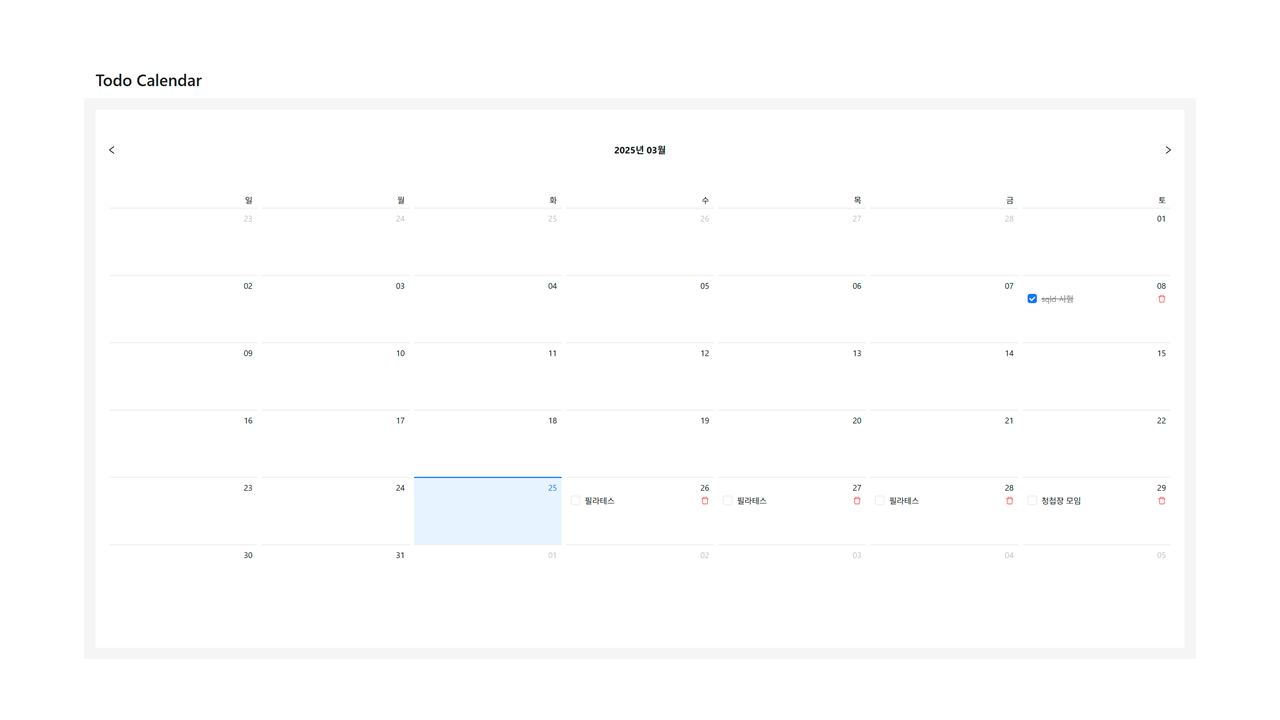 Todo Calendar
2025년 03월
일 월 화 수 목 금 토
23 24 25 26 27 28 01
02 03 04 05 06 07 08
sqld 시험
09 10 11 12 13 14 15
16 17 18 19 20 21 22
23 24 25 26 27 28 29
필라테스 필라테스 필라테스 청첩장 모임
30 31 01 02 03 04 05